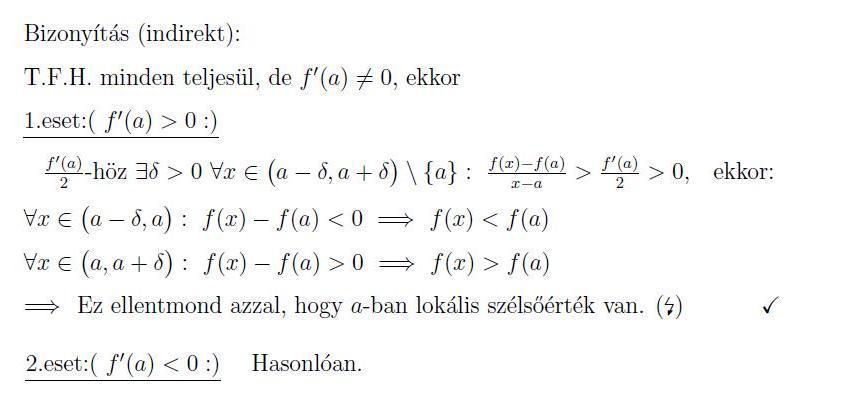 Bizonyítás (indirekt):
T.F.H. minden teljesül, de f′(a) ≠ 0, ekkor
1.eset:( f′(a) > 0 :)
f′(a)/2-höz ∃δ > 0 ∀x ∈ (a − δ, a + δ) \ {a} : f(x)−f(a)/x−a > f′(a)/2 > 0, ekkor:
∀x ∈ (a − δ, a) : f(x) − f(a) < 0 ⟹ f(x) < f(a)
∀x ∈ (a, a + δ) : f(x) − f(a) > 0 ⟹ f(x) > f(a)
⟹ Ez ellentmond azzal, hogy a-ban lokális szélsőérték van. (↯) ✓
2.eset:( f′(a) < 0 :) Hasonlóan.